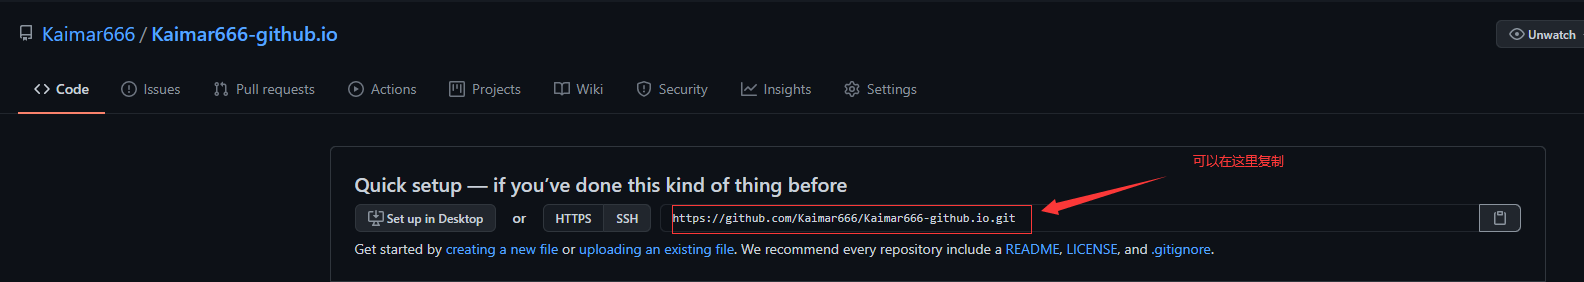 Kaimar666 / Kaimar666-github.io
Unwatch
Code Issues Pull requests Actions Projects Wiki Security Insights Settings
可以在这里复制
Quick setup — if you’ve done this kind of thing before
Set up in Desktop or HTTPS SSH https://github.com/Kaimar666/Kaimar666-github.io.git
Get started by creating a new file or uploading an existing file. We recommend every repository include a README, LICENSE, and .gitignore.